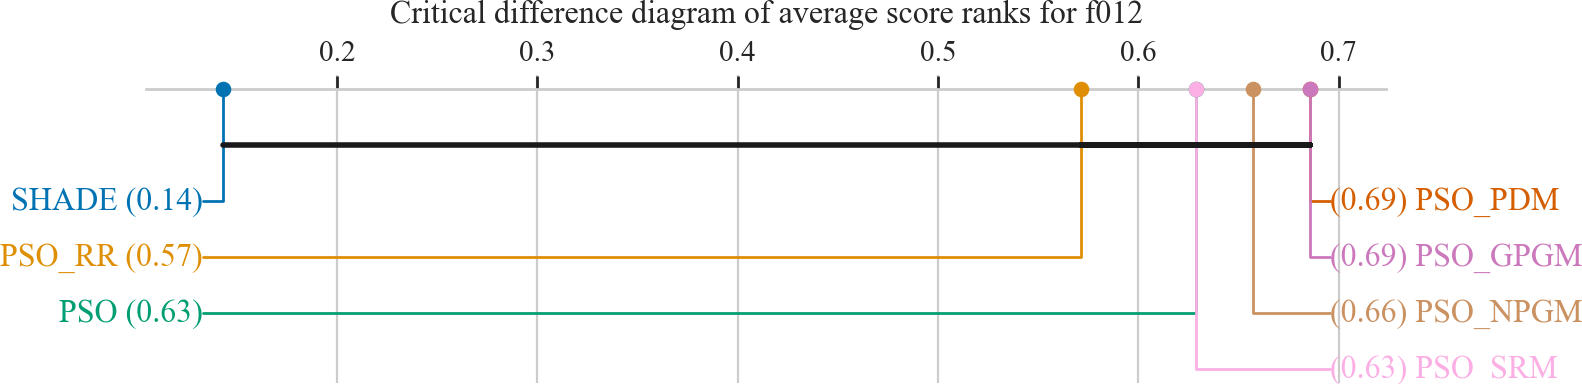 Critical difference diagram of average score ranks for f012
0.2 0.3 0.4 0.5 0.6 0.7
SHADE (0.14)
(0.69) PSO_PDM
PSO_RR (0.57)
(0.69) PSO_GPGM
PSO (0.63)
(0.66) PSO_NPGM
(0.63) PSO_SRM